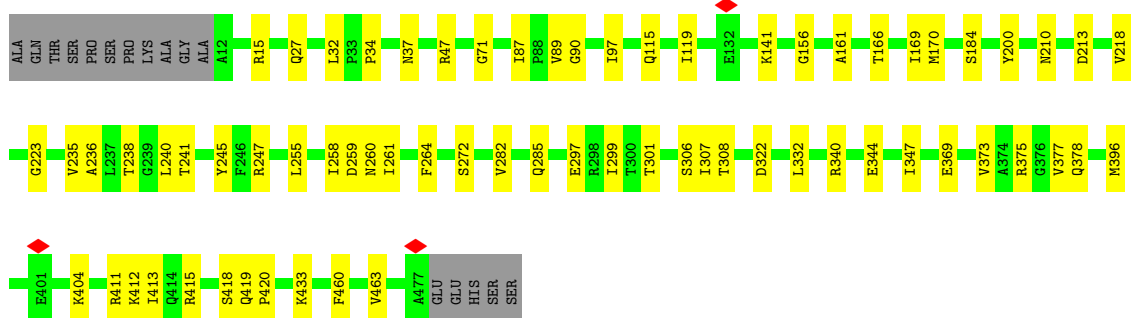 ALA GLN THR SER PRO SER PRO LYS ALA GLY ALA A12 R15 Q27 L32 P33 P34 N37 R47 G71 I87 P88 V89 G90 I97 Q115 I119 E132 K141 G156 A161 T166 I169 M170 S184 Y200 N210 D213 V218
G223 V235 A236 L237 T238 G239 L240 T241 Y245 F246 R247 L255 I258 D259 N260 I261 F264 S272 V282 Q285 E297 R298 I299 T300 T301 S306 I307 T308 D322 L332 R340 E344 I347 E369 V373 A374 R375 G376 V377 Q378 M396
E401 K404 R411 K412 I413 Q414 R415 S418 Q419 P420 K433 F460 V463 A477 GLU GLU HIS SER SER